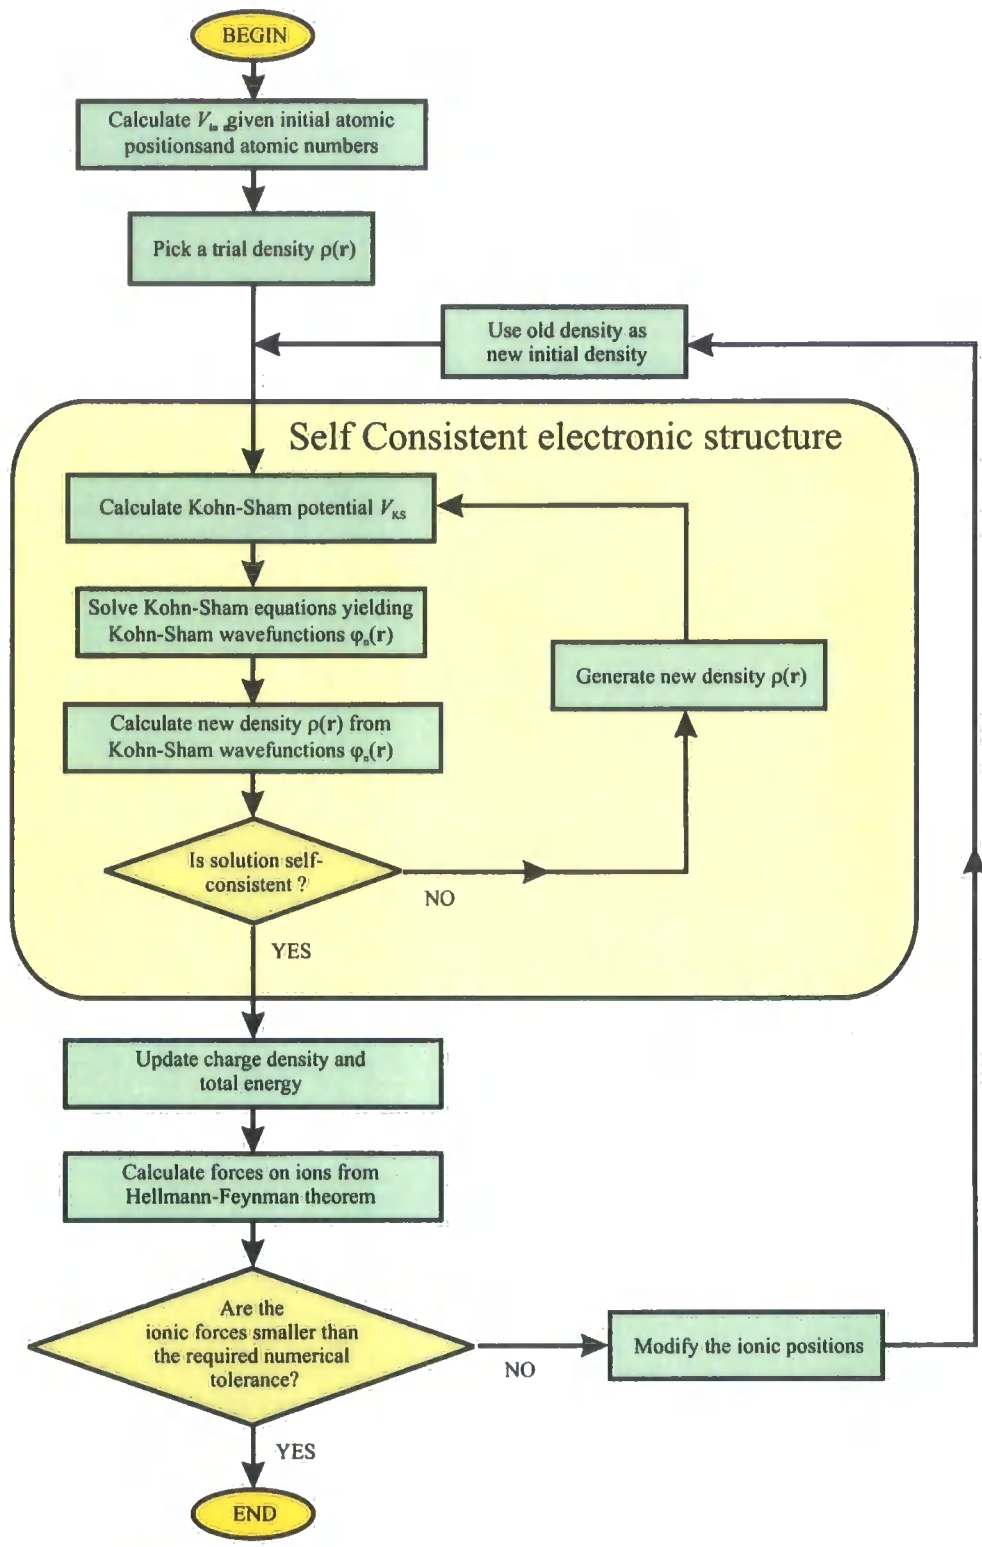 BEGIN
Calculate V given initial atomic
positionsand atomic numbers
Pick a trial density ρ(r)
Use old density as
new initial density
Self Consistent electronic structure
Calculate Kohn-Sham potential V_KS
Solve Kohn-Sham equations yielding
Kohn-Sham wavefunctions φₙ(r)
Generate new density ρ(r)
Calculate new density ρ(r) from
Kohn-Sham wavefunctions φₙ(r)
Is solution self-
consistent ?
NO
YES
Update charge density and
total energy
Calculate forces on ions from
Hellmann-Feynman theorem
Are the
ionic forces smaller than
the required numerical
tolerance?
NO
Modify the ionic positions
YES
END